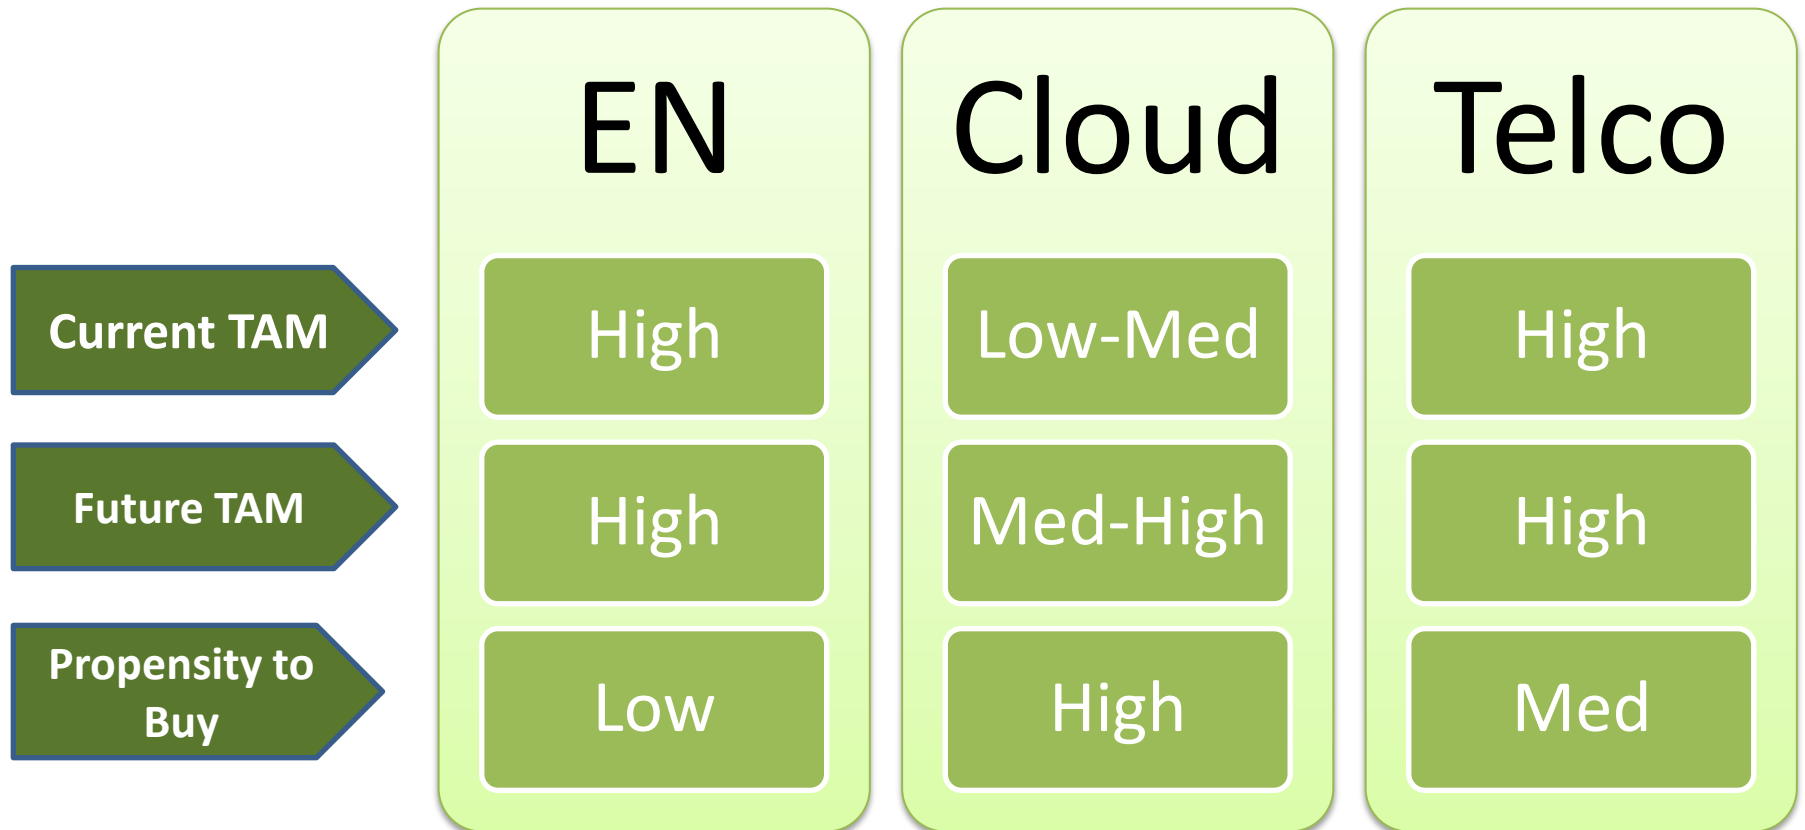 EN Cloud Telco
Current TAM High Low-Med High
Future TAM High Med-High High
Propensity to
Buy Low High Med